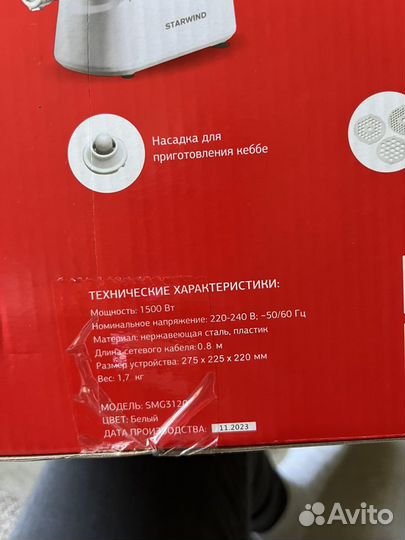 STARWIND
Насадка для
приготовления кеббе
ТЕХНИЧЕСКИЕ ХАРАКТЕРИСТИКИ:
Мощность: 1500 Вт
Номинальное напряжение: 220-240 В; ~50/60 Гц
Материал: нержавеющая сталь, пластик
Длина сетевого кабеля: 0.8 м
Размер устройства: 275 x 225 x 220 мм
Вес: 1,7 кг
МОДЕЛЬ: SMG3120
ЦВЕТ: Белый
ДАТА ПРОИЗВОДСТВА: 11.2023
Avito